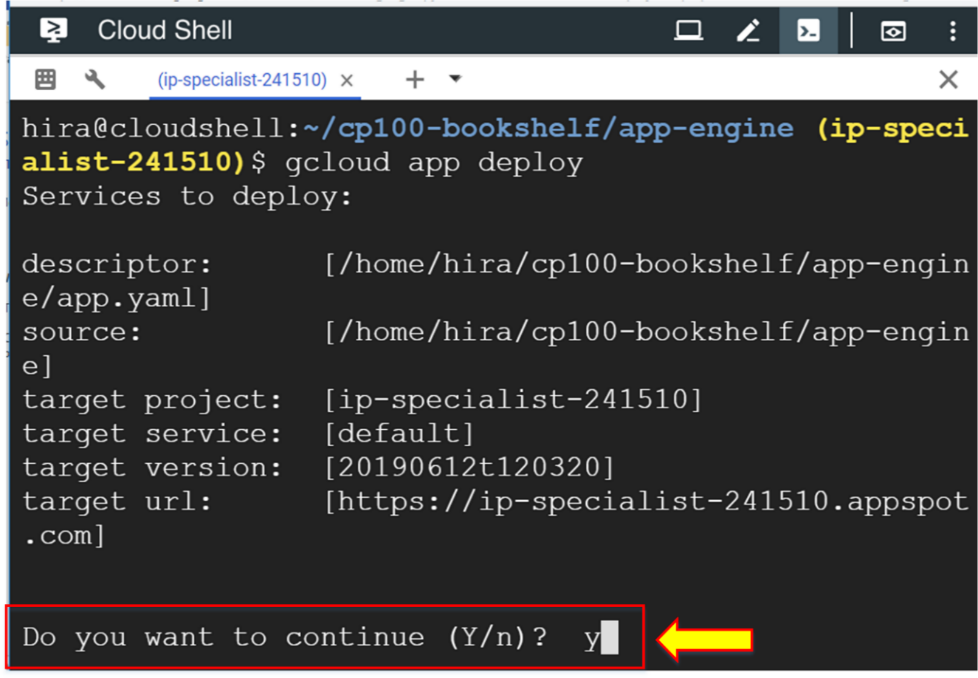 Cloud Shell
(ip-specialist-241510)
hira@cloudshell:~/cp100-bookshelf/app-engine (ip-speci
alist-241510)$ gcloud app deploy
Services to deploy:
descriptor: [/home/hira/cp100-bookshelf/app-engin
e/app.yaml]
source: [/home/hira/cp100-bookshelf/app-engin
e]
target project: [ip-specialist-241510]
target service: [default]
target version: [20190612t120320]
target url: [https://ip-specialist-241510.appspot
.com]
Do you want to continue (Y/n)? y